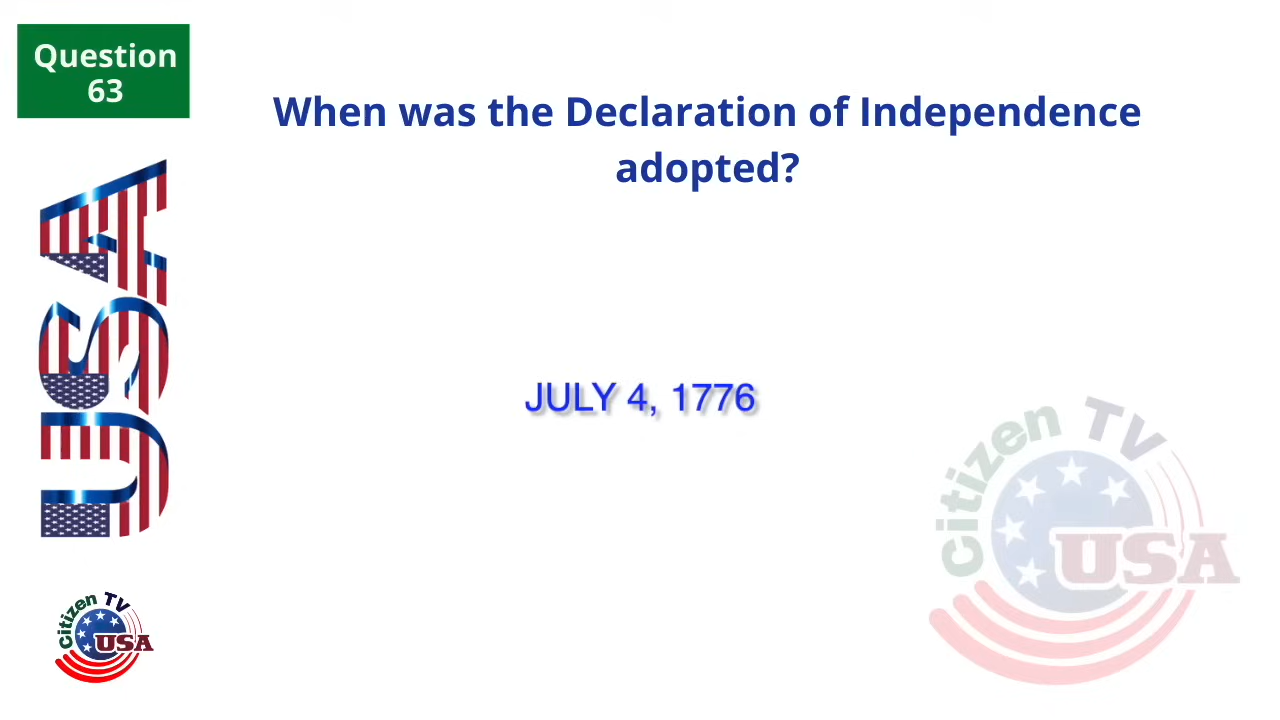 Question
63
When was the Declaration of Independence
adopted?
USA
JULY 4, 1776
Citizen TV
USA
Citizen TV
USA